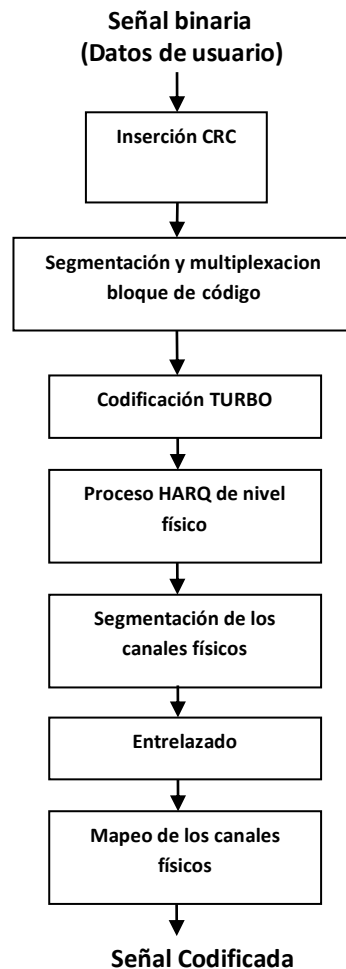 Señal binaria
(Datos de usuario)
Inserción CRC
Segmentación y multiplexacion
bloque de código
Codificación TURBO
Proceso HARQ de nivel
físico
Segmentación de los
canales físicos
Entrelazado
Mapeo de los canales
físicos
Señal Codificada